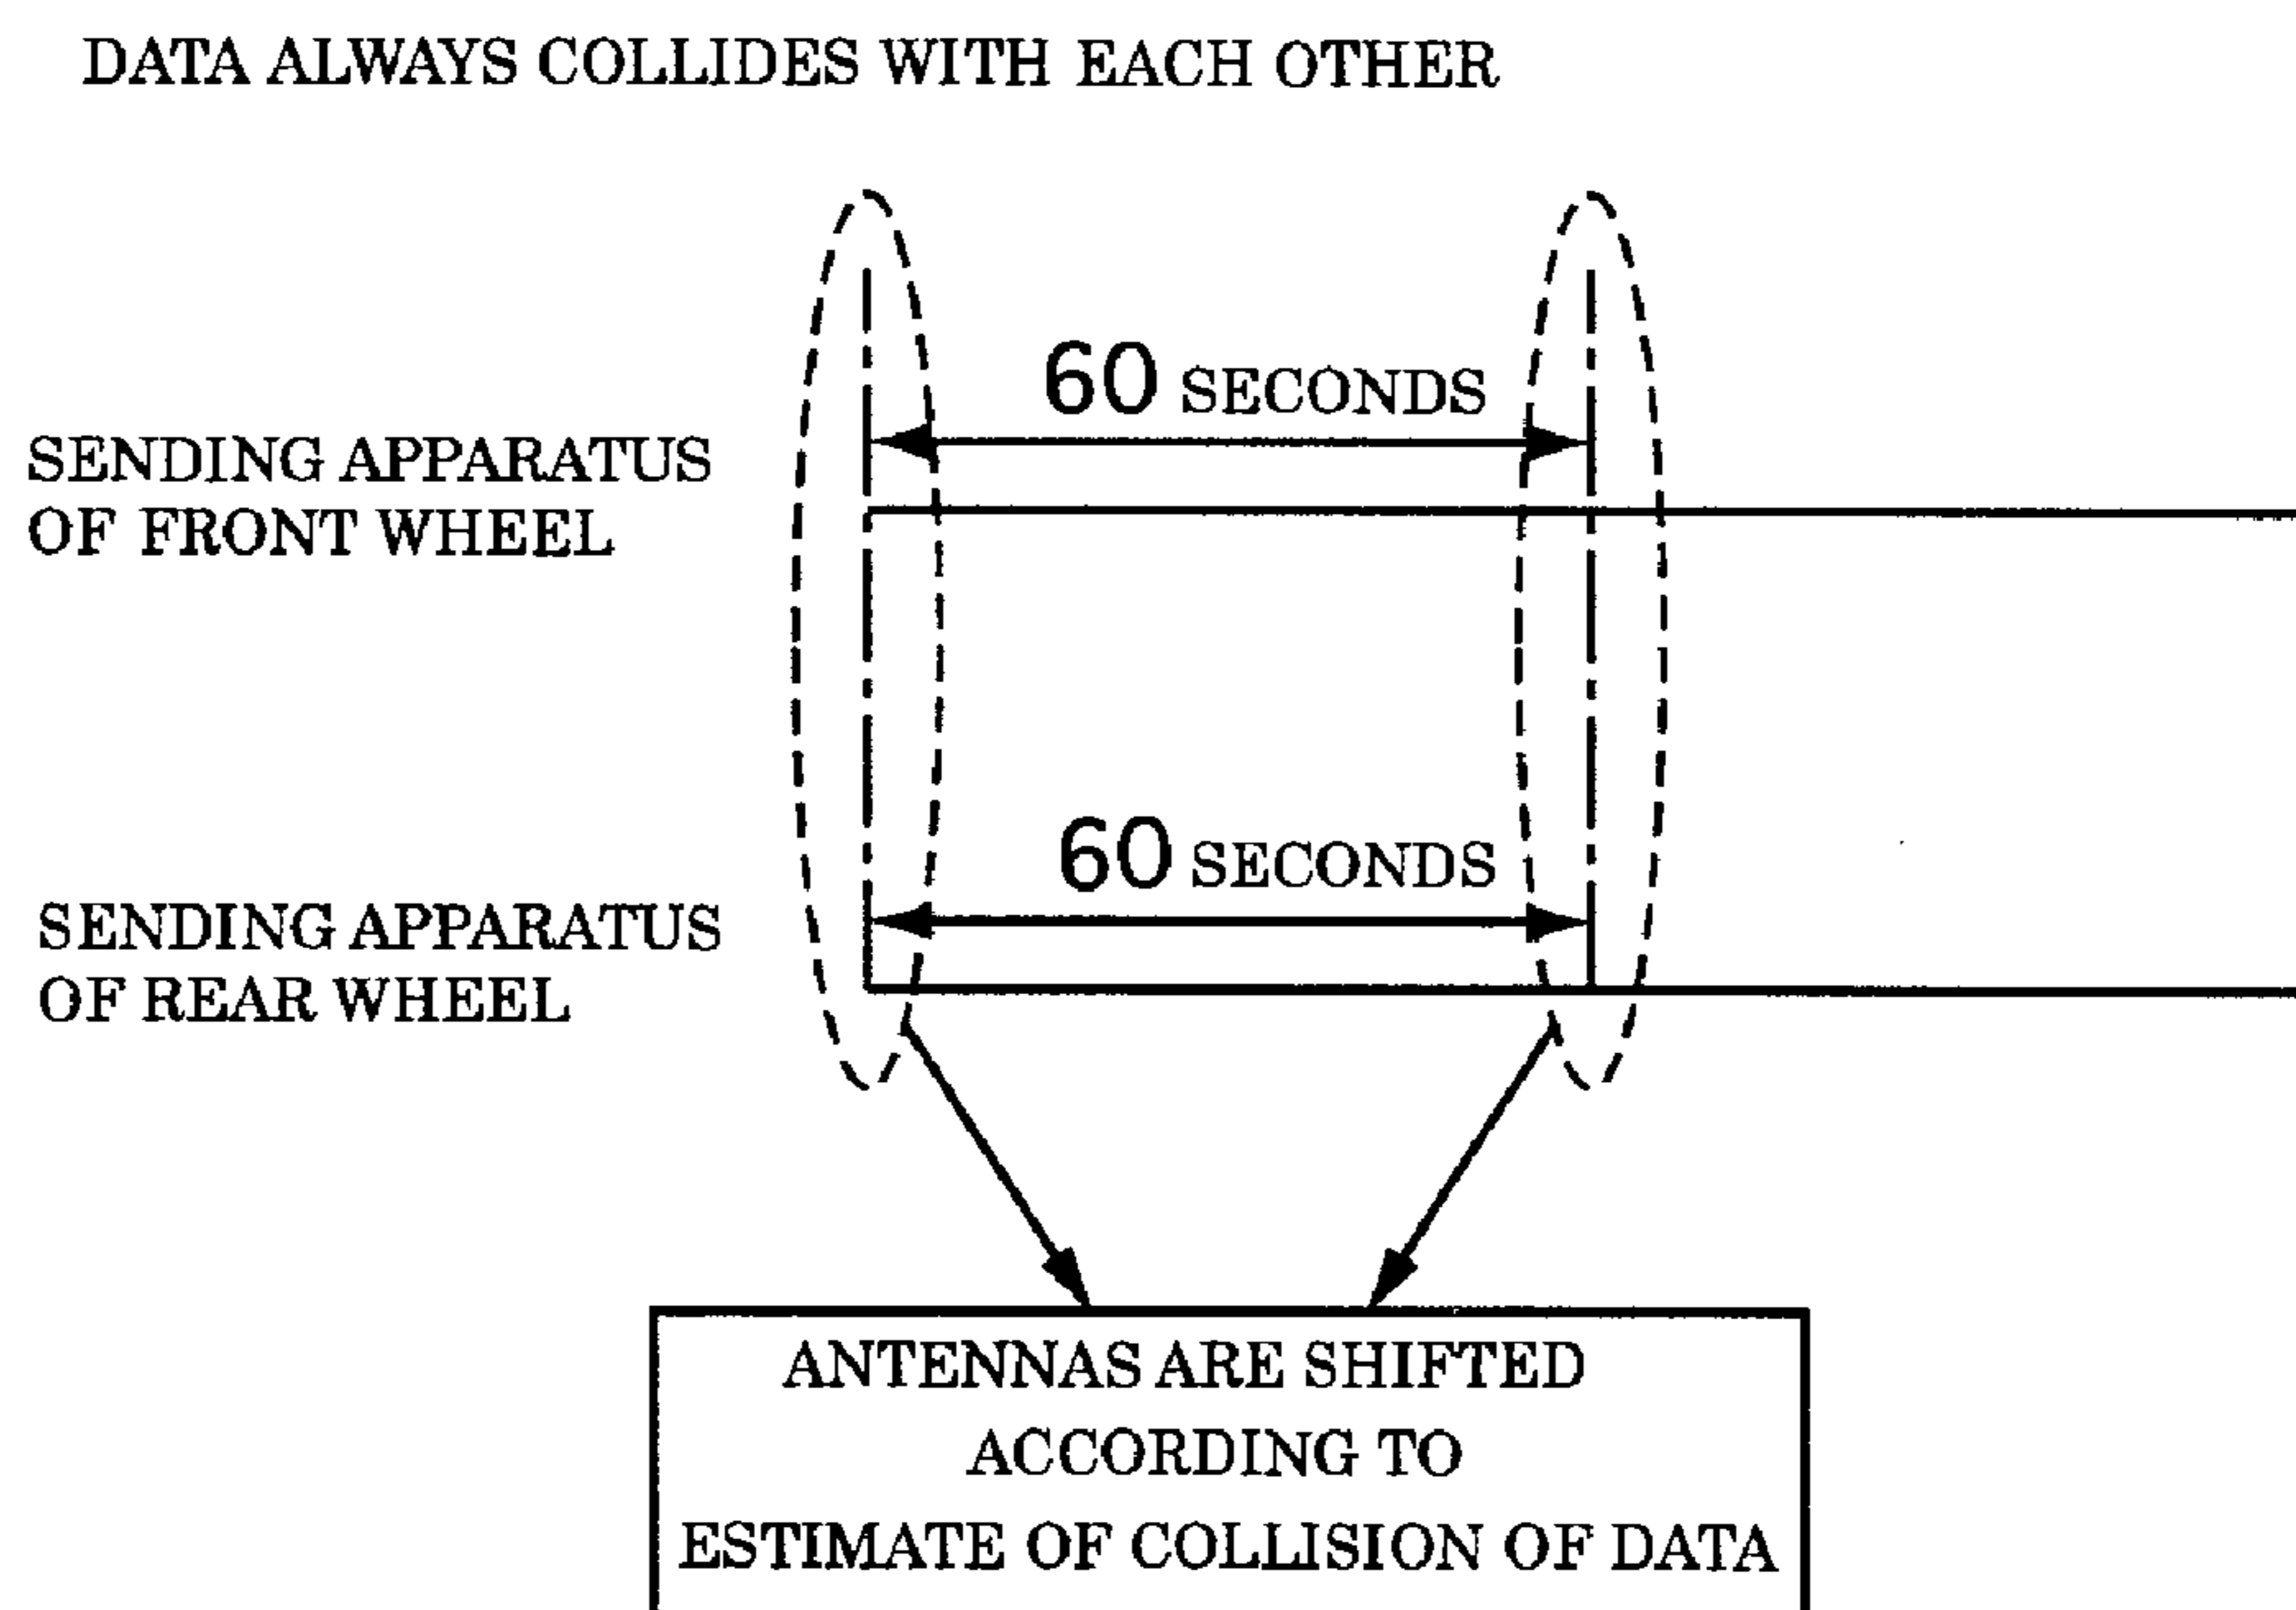 DATA ALWAYS COLLIDES WITH EACH OTHER
60 SECONDS
SENDING APPARATUS
OF FRONT WHEEL
60 SECONDS
SENDING APPARATUS
OF REAR WHEEL
ANTENNAS ARE SHIFTED
ACCORDING TO
ESTIMATE OF COLLISION OF DATA